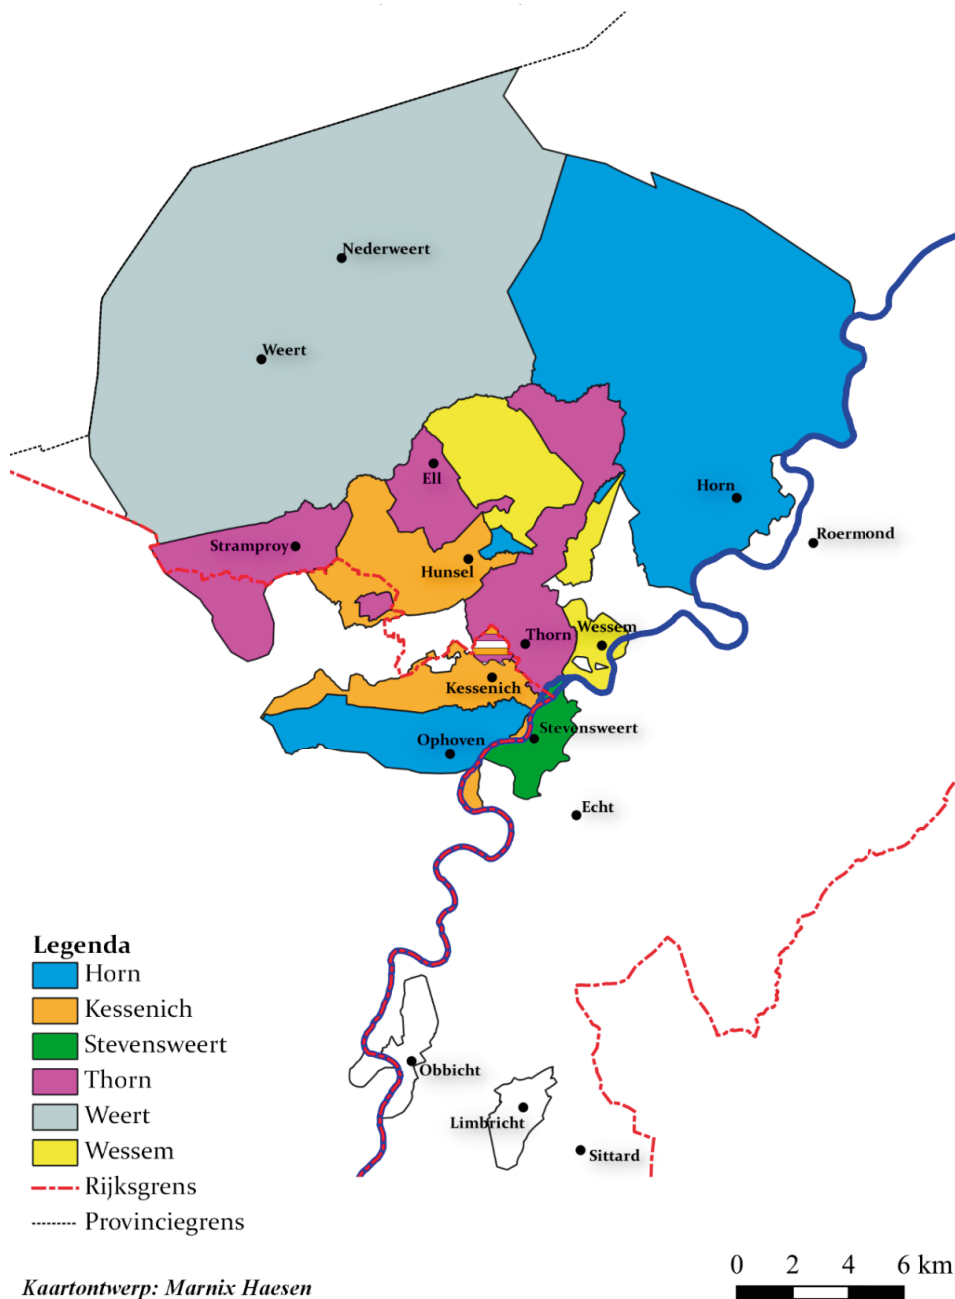 Nederweert
Weert
Ell
Horn
Stramproy
Roermond
Hunsel
Wessem
Thorn
Kessenich
Stevensweert
Ophoven
Echt
Obbicht
Limbricht
Sittard
Legenda
Horn
Kessenich
Stevensweert
Thorn
Weert
Wessem
Rijksgrens
Provinciegrens
0 2 4 6 km
Kaartontwerp: Marnix Haesen